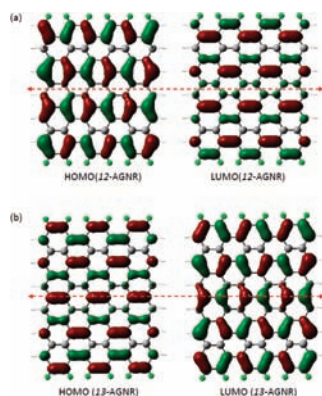 (a)
HOMO(12-AGNR) LUMO(12-AGNR)
(b)
HOMO (13-AGNR) LUMO (13-AGNR)